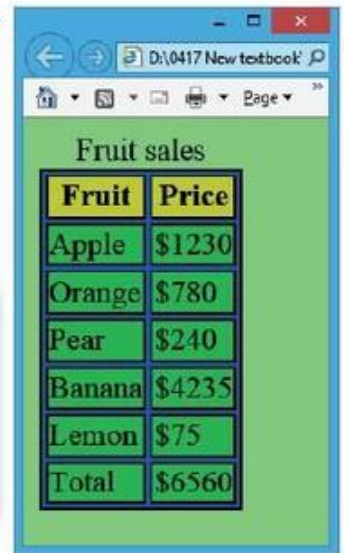 D:\0417 New textbook'
Page
Fruit sales
Fruit Price
Apple $1230
Orange $780
Pear $240
Banana $4235
Lemon $75
Total $6560